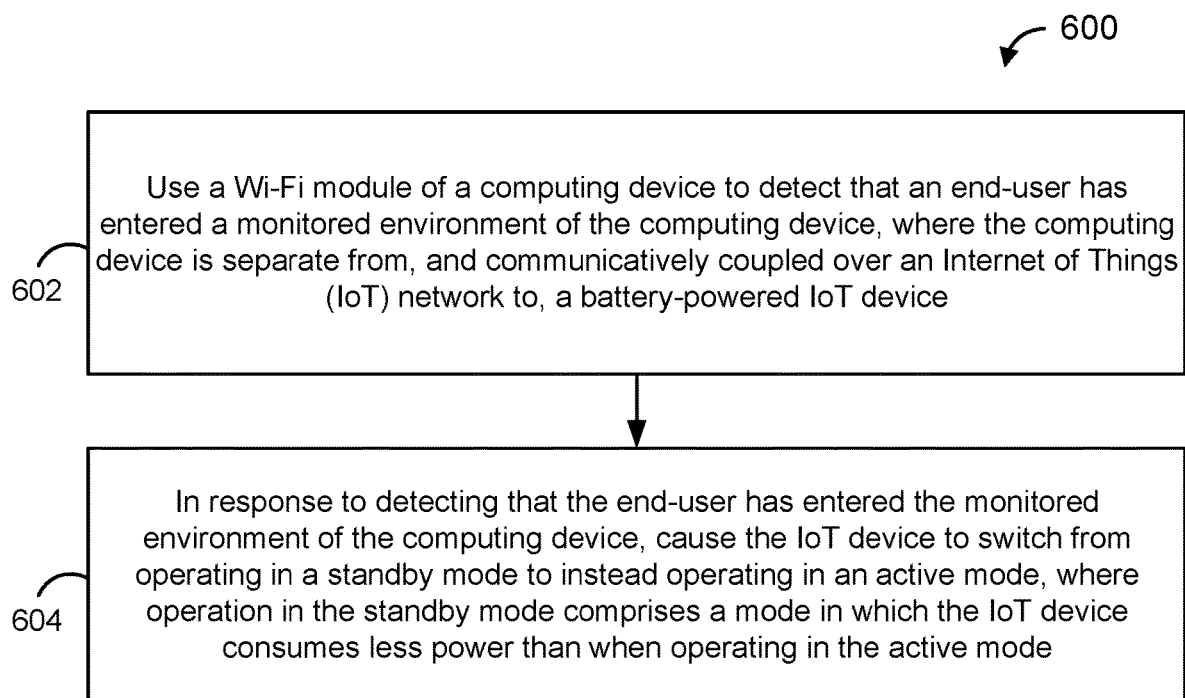 600
Use a Wi-Fi module of a computing device to detect that an end-user has
entered a monitored environment of the computing device, where the computing
device is separate from, and communicatively coupled over an Internet of Things
(IoT) network to, a battery-powered IoT device
602
In response to detecting that the end-user has entered the monitored
environment of the computing device, cause the IoT device to switch from
operating in a standby mode to instead operating in an active mode, where
operation in the standby mode comprises a mode in which the IoT device
consumes less power than when operating in the active mode
604